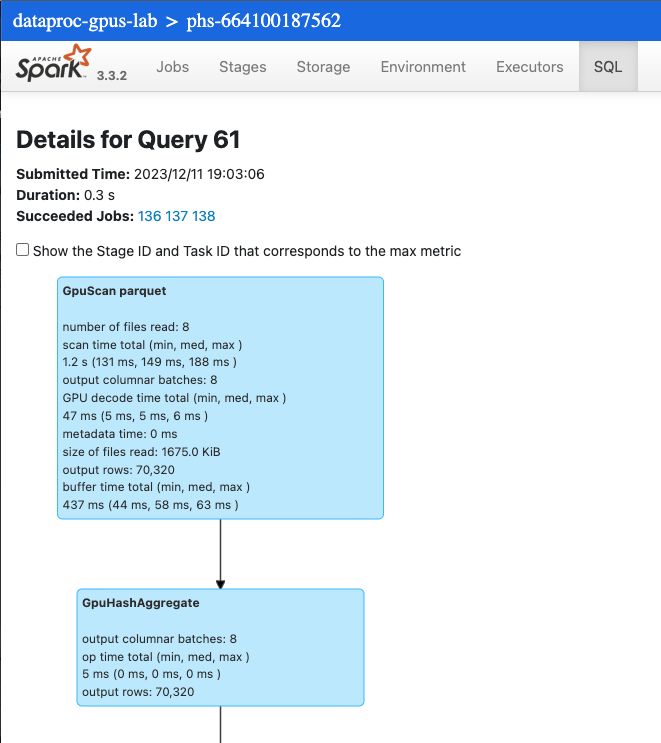 dataproc-gpus-lab > phs-664100187562
APACHE
Spark 3.3.2 Jobs Stages Storage Environment Executors SQL
Details for Query 61
Submitted Time: 2023/12/11 19:03:06
Duration: 0.3 s
Succeeded Jobs: 136 137 138
Show the Stage ID and Task ID that corresponds to the max metric
GpuScan parquet
number of files read: 8
scan time total (min, med, max )
1.2 s (131 ms, 149 ms, 188 ms )
output columnar batches: 8
GPU decode time total (min, med, max )
47 ms (5 ms, 5 ms, 6 ms )
metadata time: 0 ms
size of files read: 1675.0 KiB
output rows: 70,320
buffer time total (min, med, max )
437 ms (44 ms, 58 ms, 63 ms )
GpuHashAggregate
output columnar batches: 8
op time total (min, med, max )
5 ms (0 ms, 0 ms, 0 ms )
output rows: 70,320